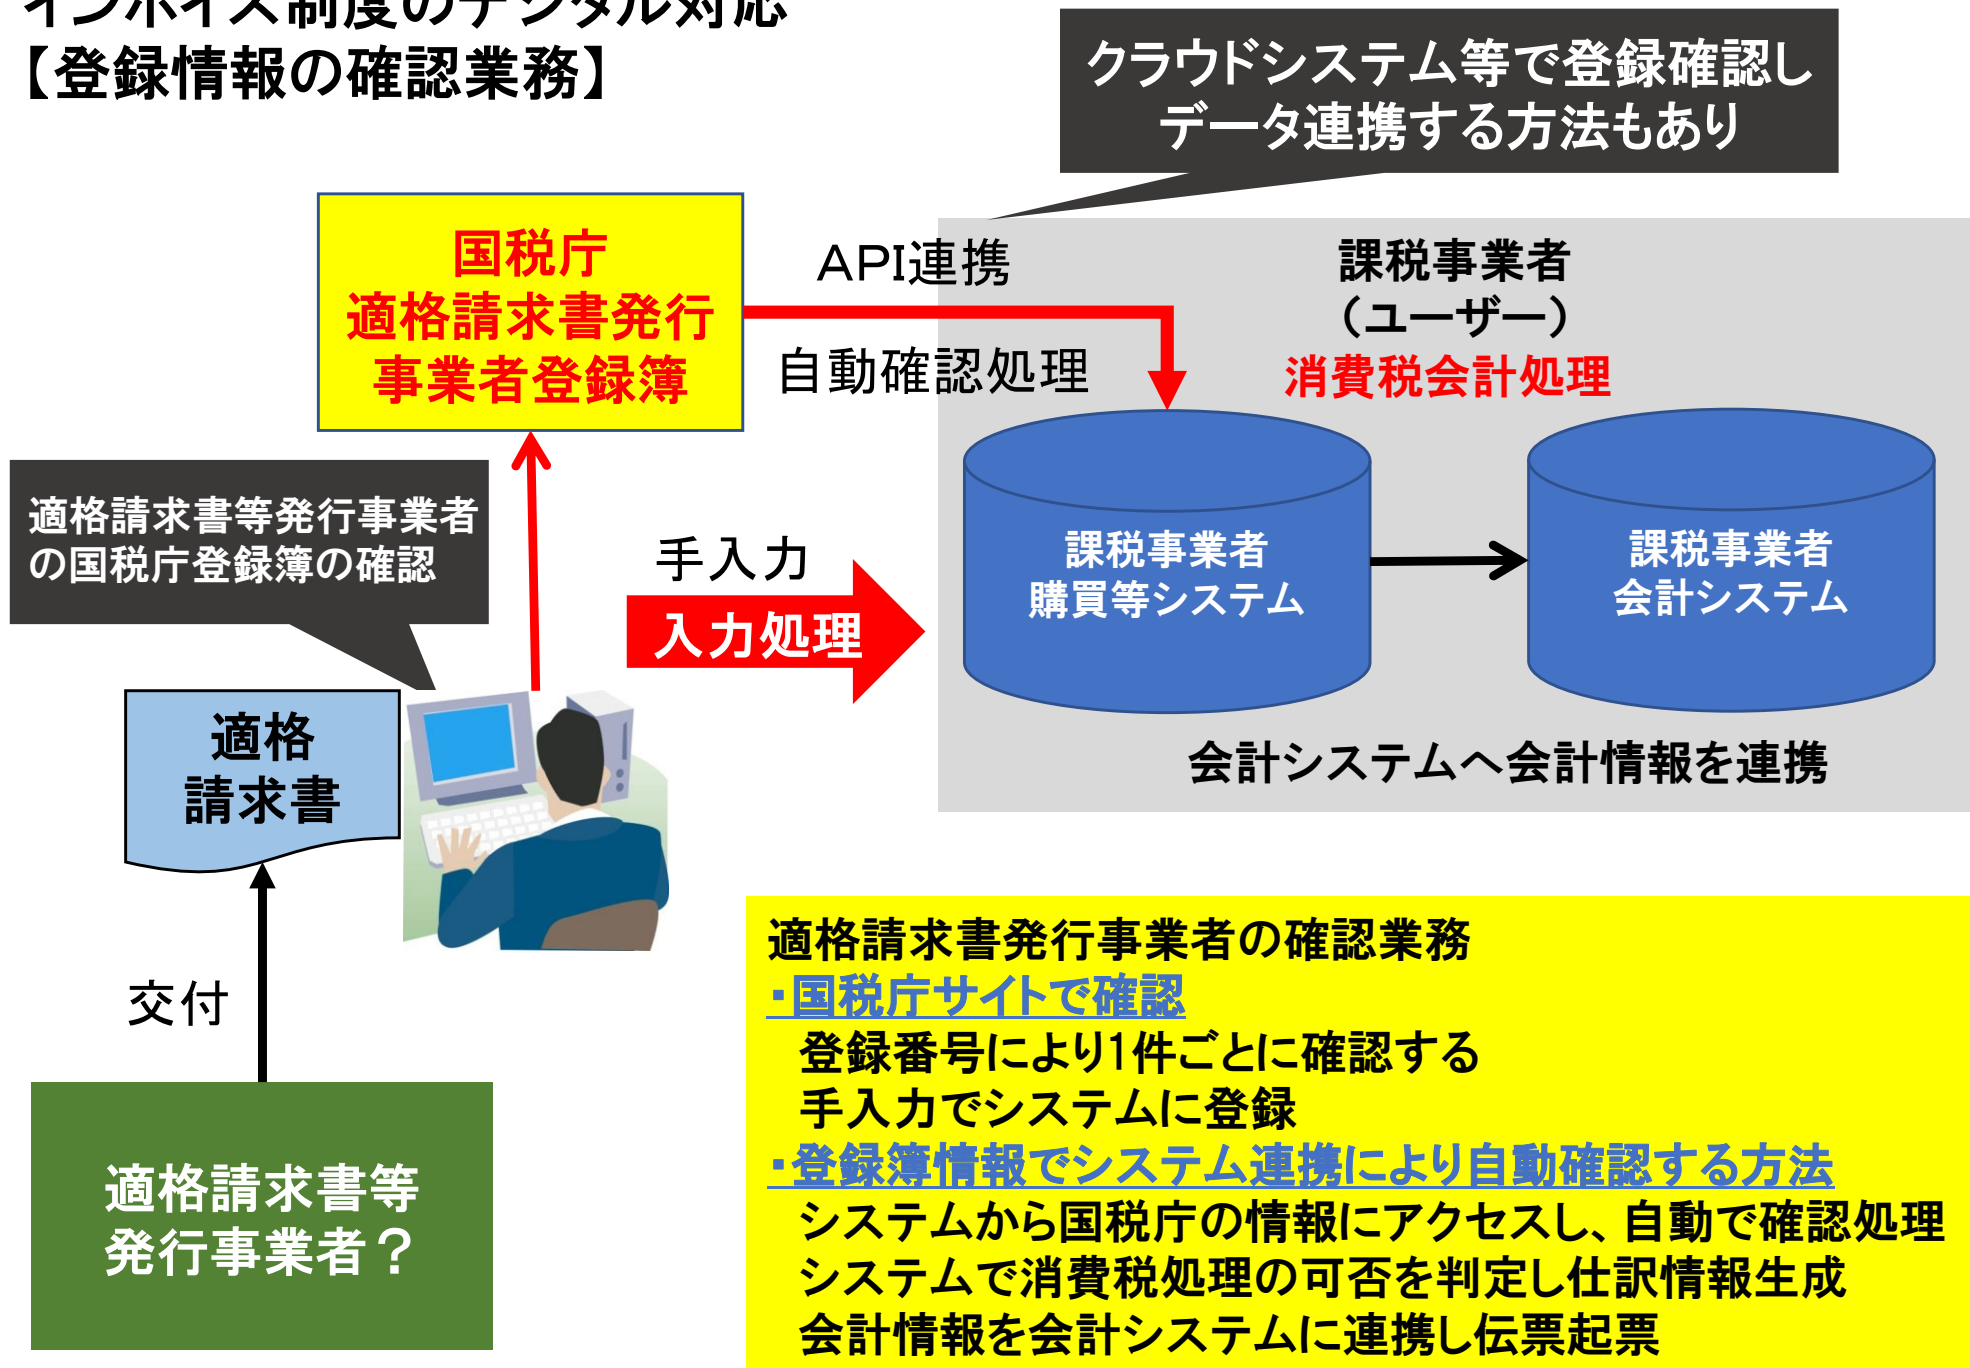 インボイス制度のデジタル対応
【登録情報の確認業務】
クラウドシステム等で登録確認し
データ連携する方法もあり
国税庁
適格請求書発行
事業者登録簿
API連携
自動確認処理
課税事業者
（ユーザー）
消費税会計処理
適格請求書等発行事業者
の国税庁登録簿の確認
手入力
入力処理
課税事業者
購買等システム
課税事業者
会計システム
会計システムへ会計情報を連携
適格
請求書
交付
適格請求書等
発行事業者？
適格請求書発行事業者の確認業務
・国税庁サイトで確認
登録番号により1件ごとに確認する
手入力でシステムに登録
・登録簿情報でシステム連携により自動確認する方法
システムから国税庁の情報にアクセスし、自動で確認処理
システムで消費税処理の可否を判定し仕訳情報生成
会計情報を会計システムに連携し伝票起票